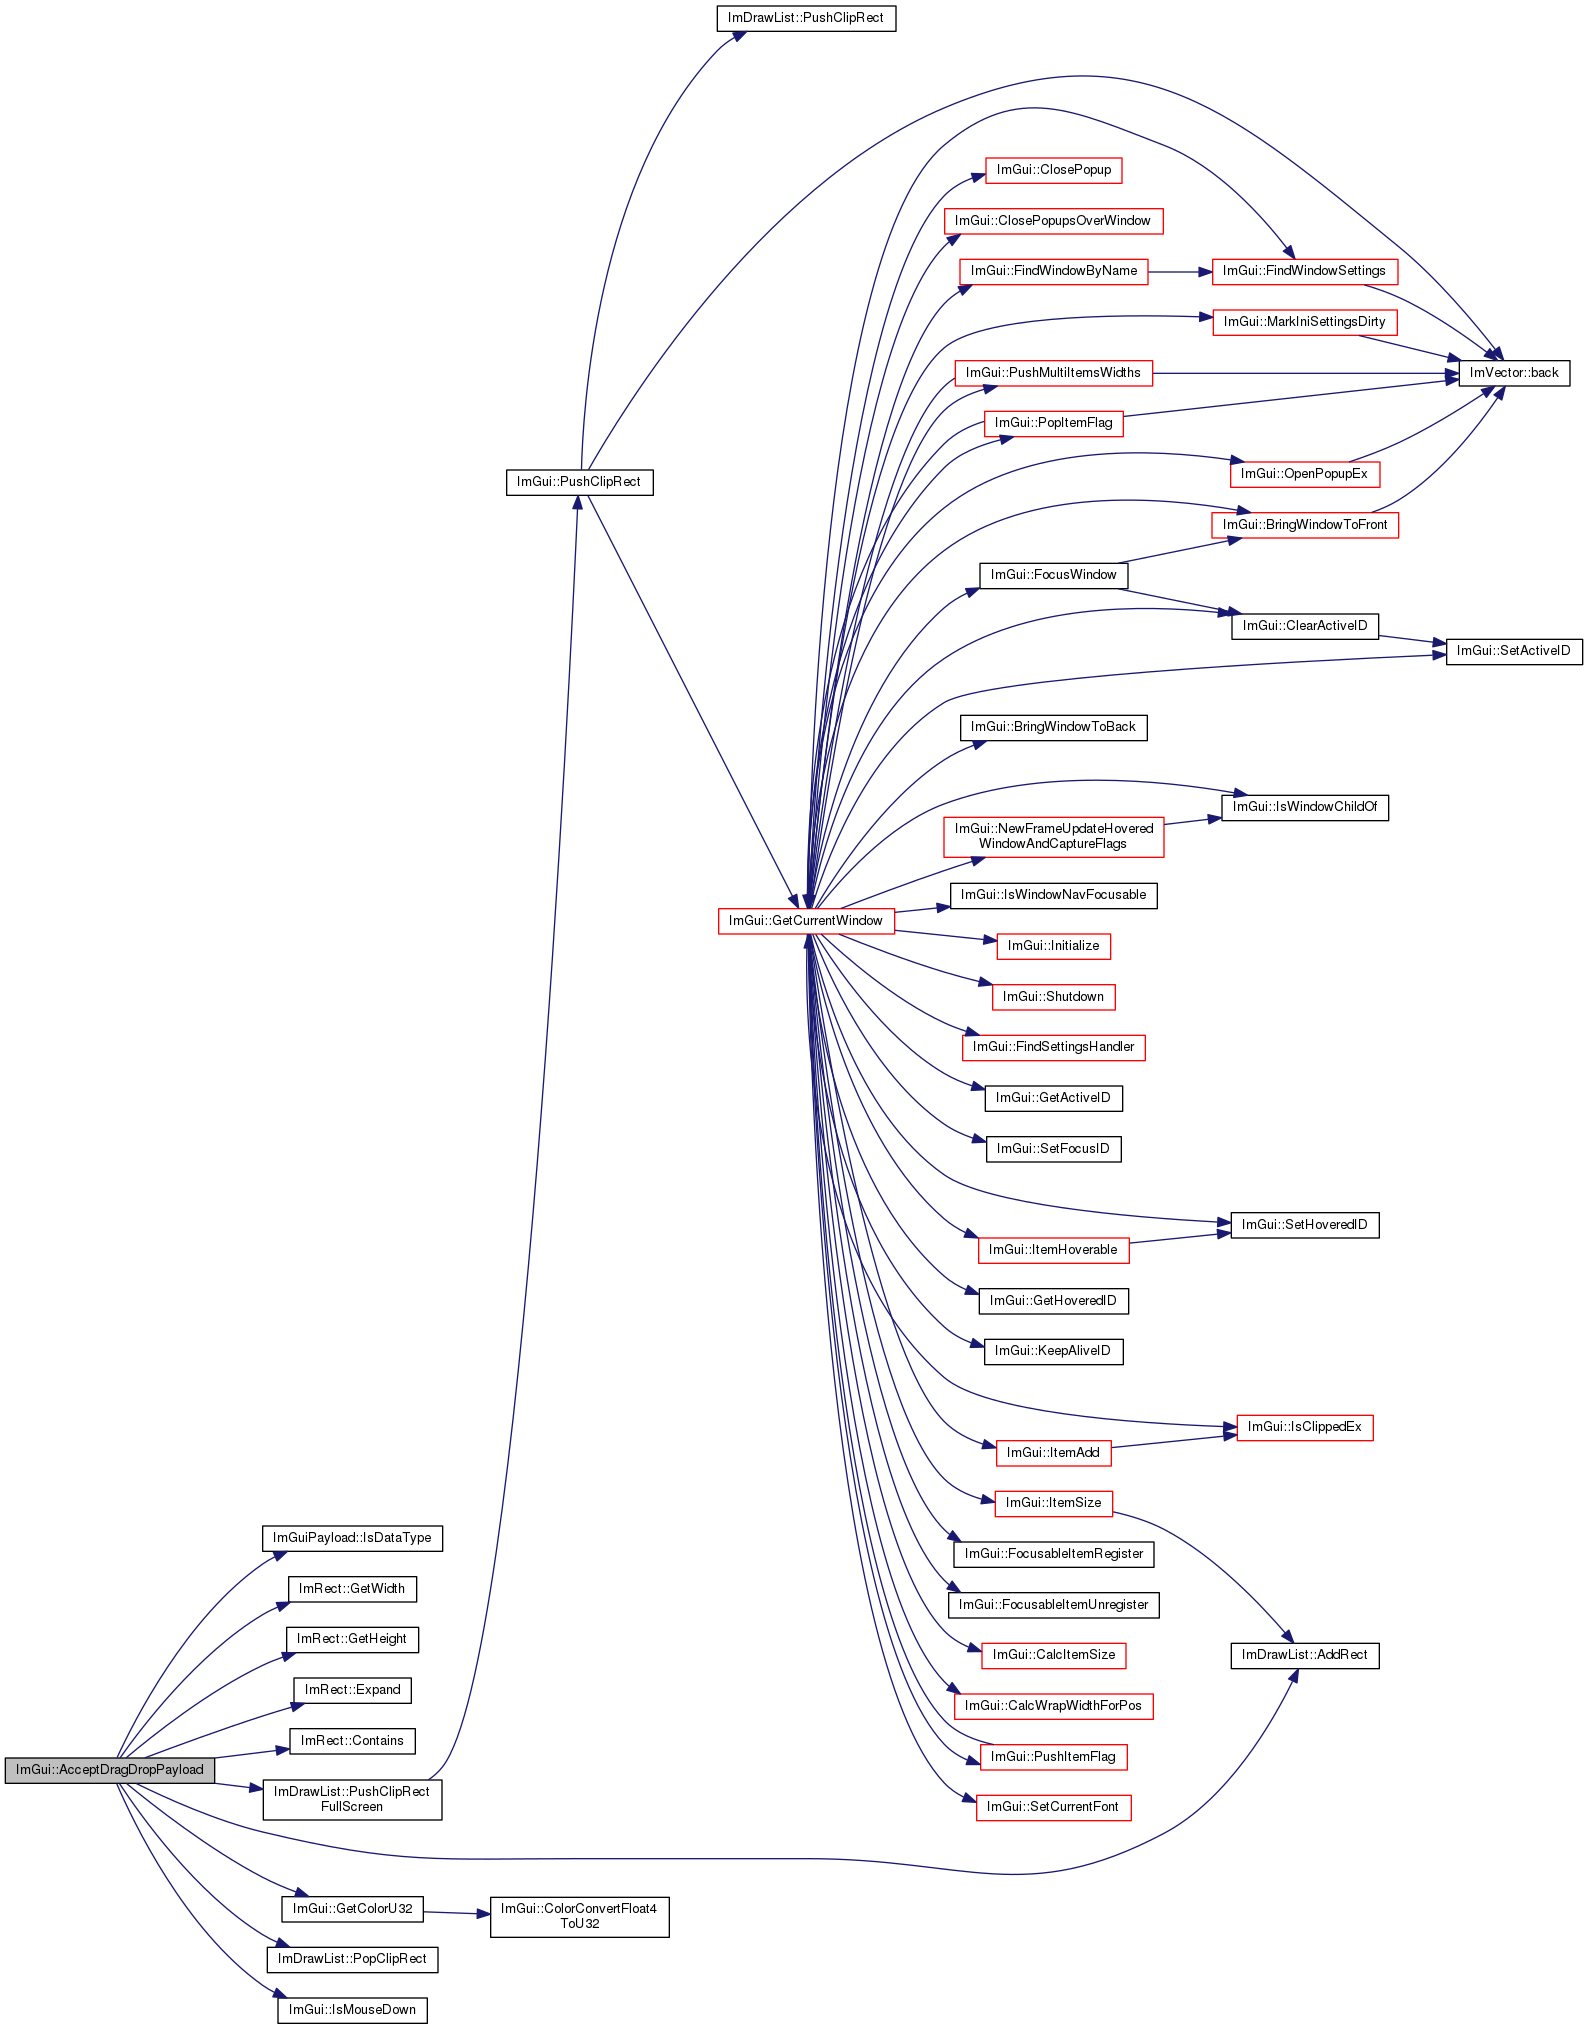 ImDrawList::PushClipRect
ImGui::ClosePopup
ImGui::ClosePopupsOverWindow
ImGui::FindWindowByName
ImGui::FindWindowSettings
ImGui::MarkIniSettingsDirty
ImGui::PushMultiItemsWidths
ImVector::back
ImGui::PopItemFlag
ImGui::OpenPopupEx
ImGui::PushClipRect
ImGui::BringWindowToFront
ImGui::FocusWindow
ImGui::ClearActiveID
ImGui::SetActiveID
ImGui::BringWindowToBack
ImGui::IsWindowChildOf
ImGui::NewFrameUpdateHovered
WindowAndCaptureFlags
ImGui::IsWindowNavFocusable
ImGui::GetCurrentWindow
ImGui::Initialize
ImGui::Shutdown
ImGui::FindSettingsHandler
ImGui::GetActiveID
ImGui::SetFocusID
ImGui::SetHoveredID
ImGui::ItemHoverable
ImGui::GetHoveredID
ImGui::KeepAliveID
ImGui::IsClippedEx
ImGui::ItemAdd
ImGui::ItemSize
ImGuiPayload::IsDataType
ImGui::FocusableItemRegister
ImRect::GetWidth
ImGui::FocusableItemUnregister
ImRect::GetHeight
ImGui::CalcItemSize
ImDrawList::AddRect
ImRect::Expand
ImGui::CalcWrapWidthForPos
ImRect::Contains
ImGui::PushItemFlag
ImGui::AcceptDragDropPayload
ImDrawList::PushClipRect
FullScreen
ImGui::SetCurrentFont
ImGui::GetColorU32
ImGui::ColorConvertFloat4
ToU32
ImDrawList::PopClipRect
ImGui::IsMouseDown